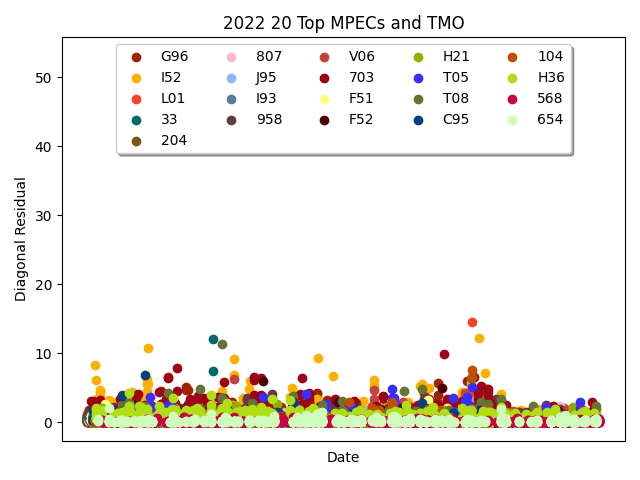 2022 20 Top MPECs and TMO
G96 807 V06 H21 104
I52 J95 703 T05 H36
L01 I93 F51 T08 568
33 958 F52 C95 654
204
50
40
30
20
10
0
Diagonal Residual
Date